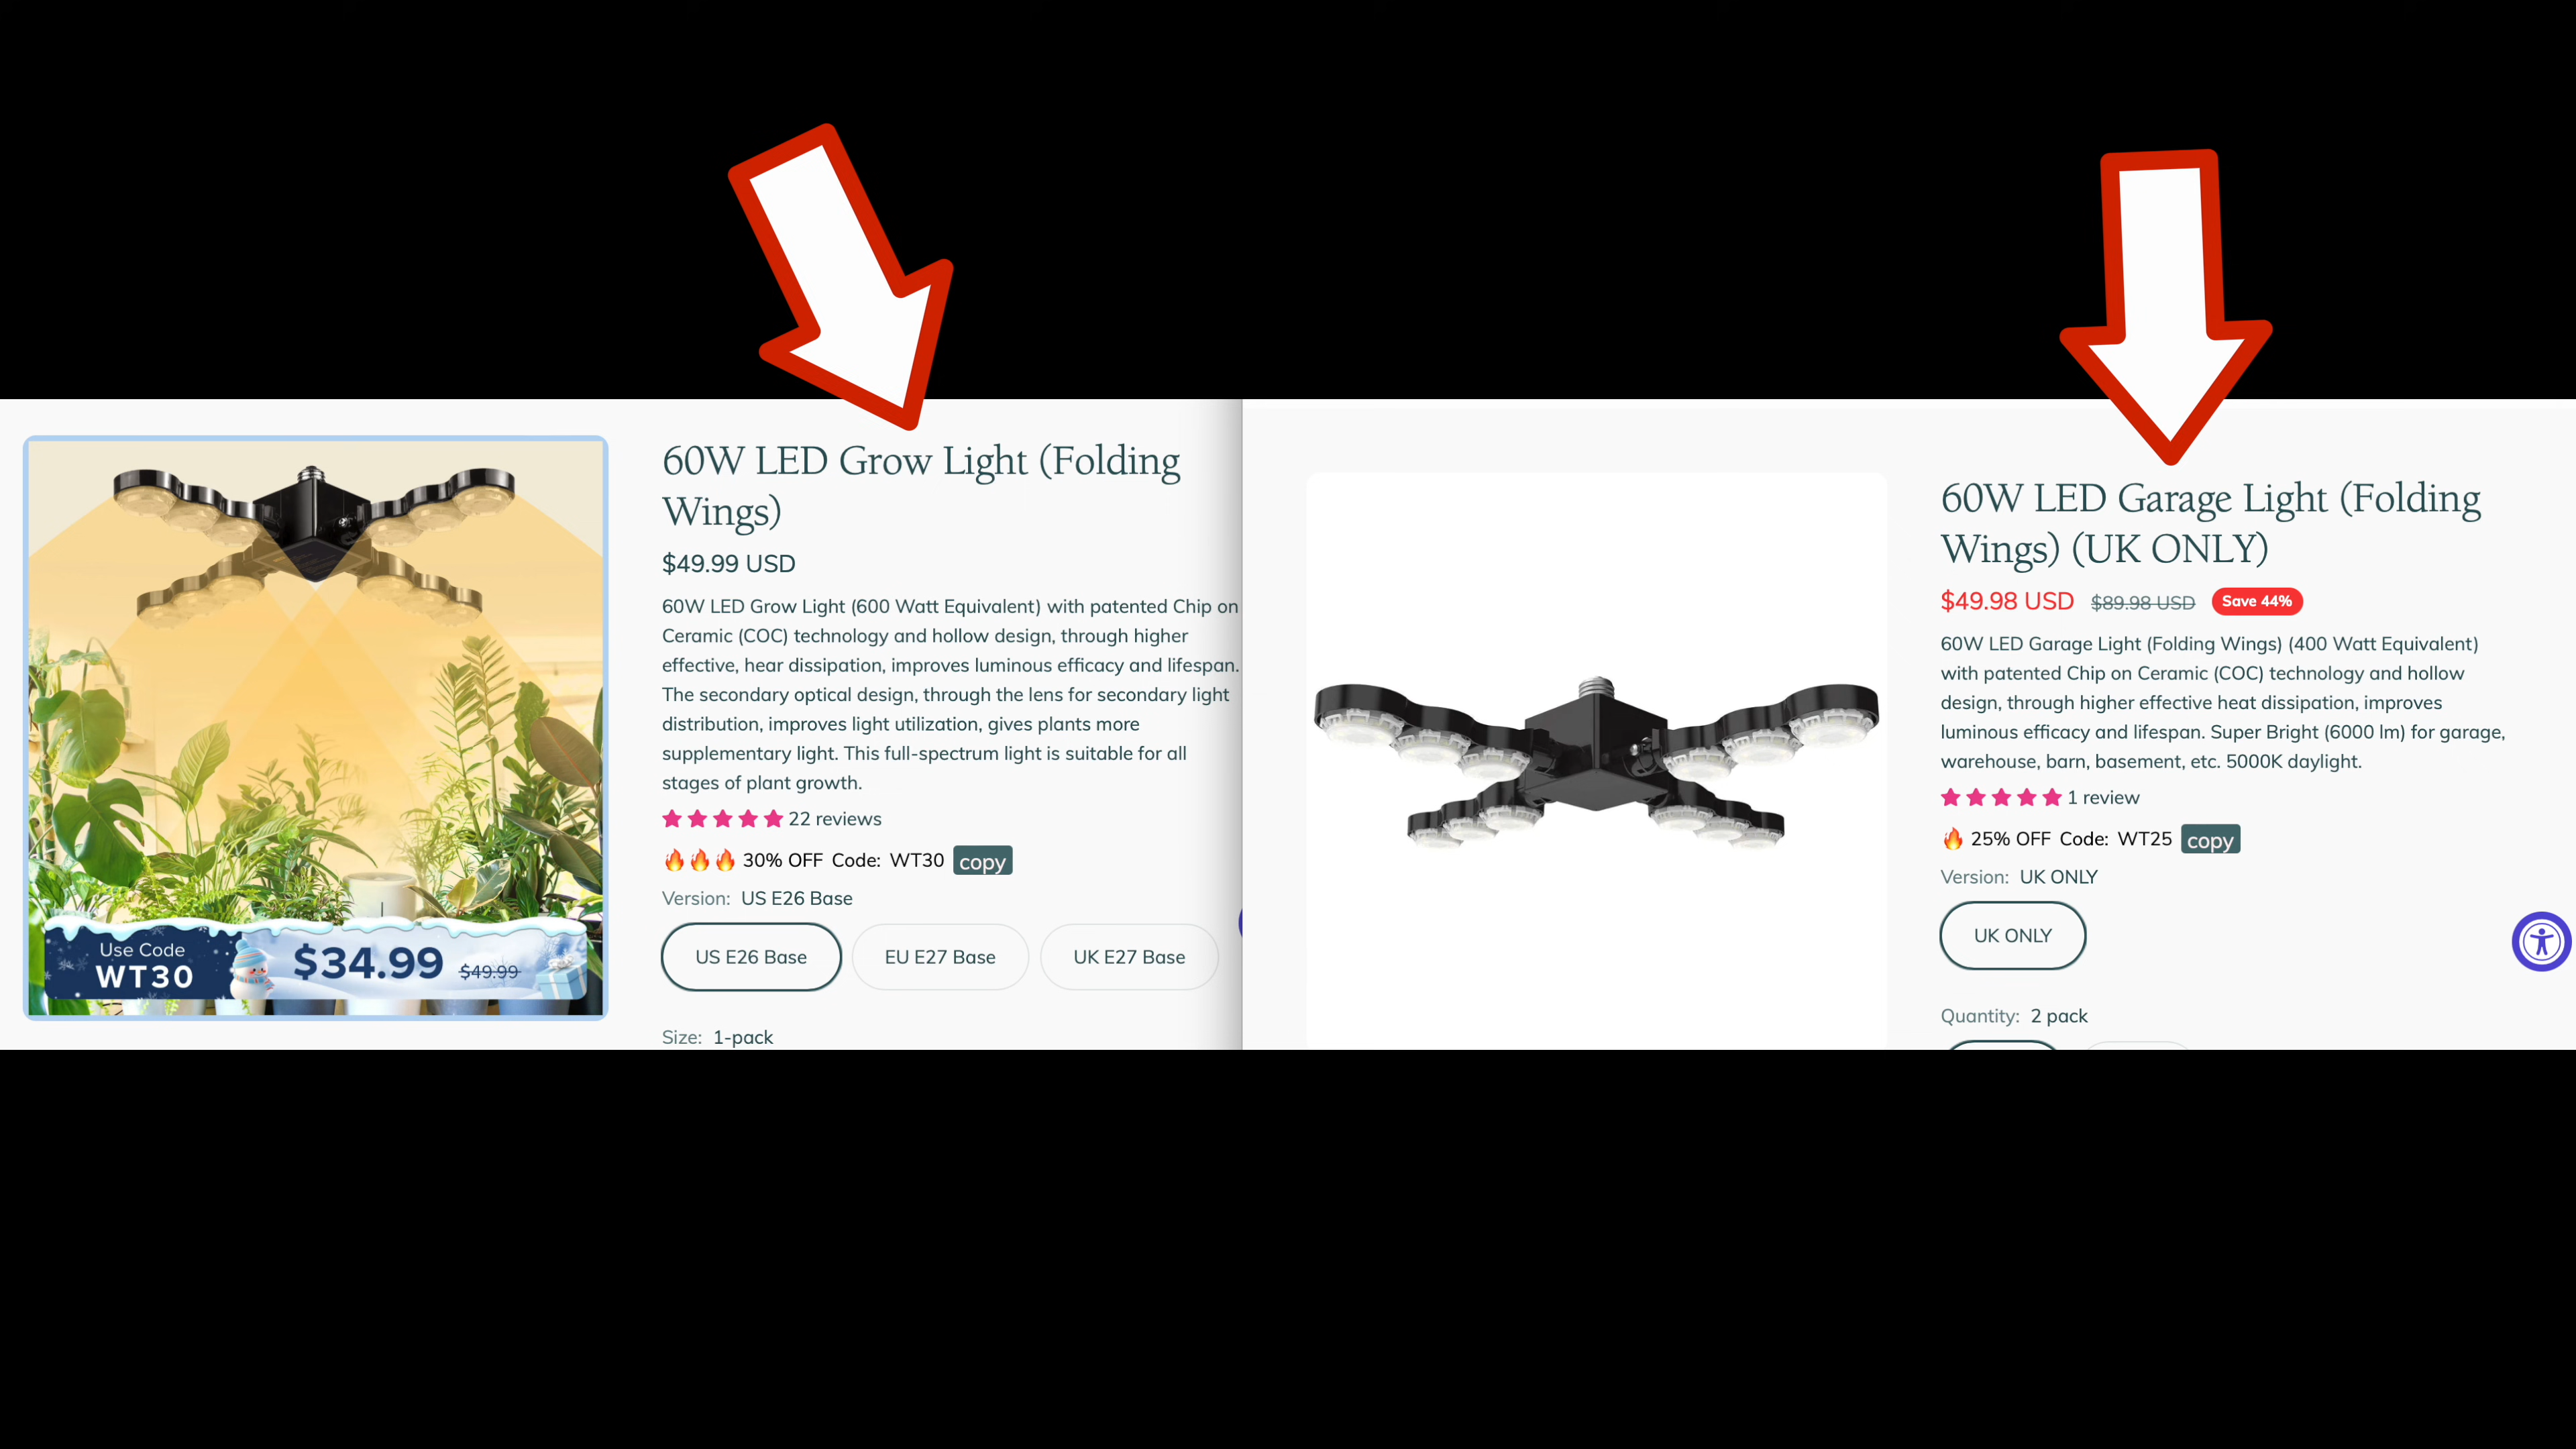 60W LED Grow Light (Folding
Wings)
$49.99 USD
60W LED Grow Light (600 Watt Equivalent) with patented Chip on
Ceramic (COC) technology and hollow design, through higher
effective, hear dissipation, improves luminous efficacy and lifespan.
The secondary optical design, through the lens for secondary light
distribution, improves light utilization, gives plants more
supplementary light. This full-spectrum light is suitable for all
stages of plant growth.
22 reviews
🔥🔥🔥 30% OFF Code: WT30 copy
Version: US E26 Base
US E26 Base EU E27 Base UK E27 Base
Size: 1-pack
Use Code
WT30
$34.99 $49.99
60W LED Garage Light (Folding
Wings) (UK ONLY)
$49.98 USD $89.98 USD Save 44%
60W LED Garage Light (Folding Wings) (400 Watt Equivalent)
with patented Chip on Ceramic (COC) technology and hollow
design, through higher effective heat dissipation, improves
luminous efficacy and lifespan. Super Bright (6000 lm) for garage,
warehouse, barn, basement, etc. 5000K daylight.
1 review
🔥 25% OFF Code: WT25 copy
Version: UK ONLY
UK ONLY
Quantity: 2 pack